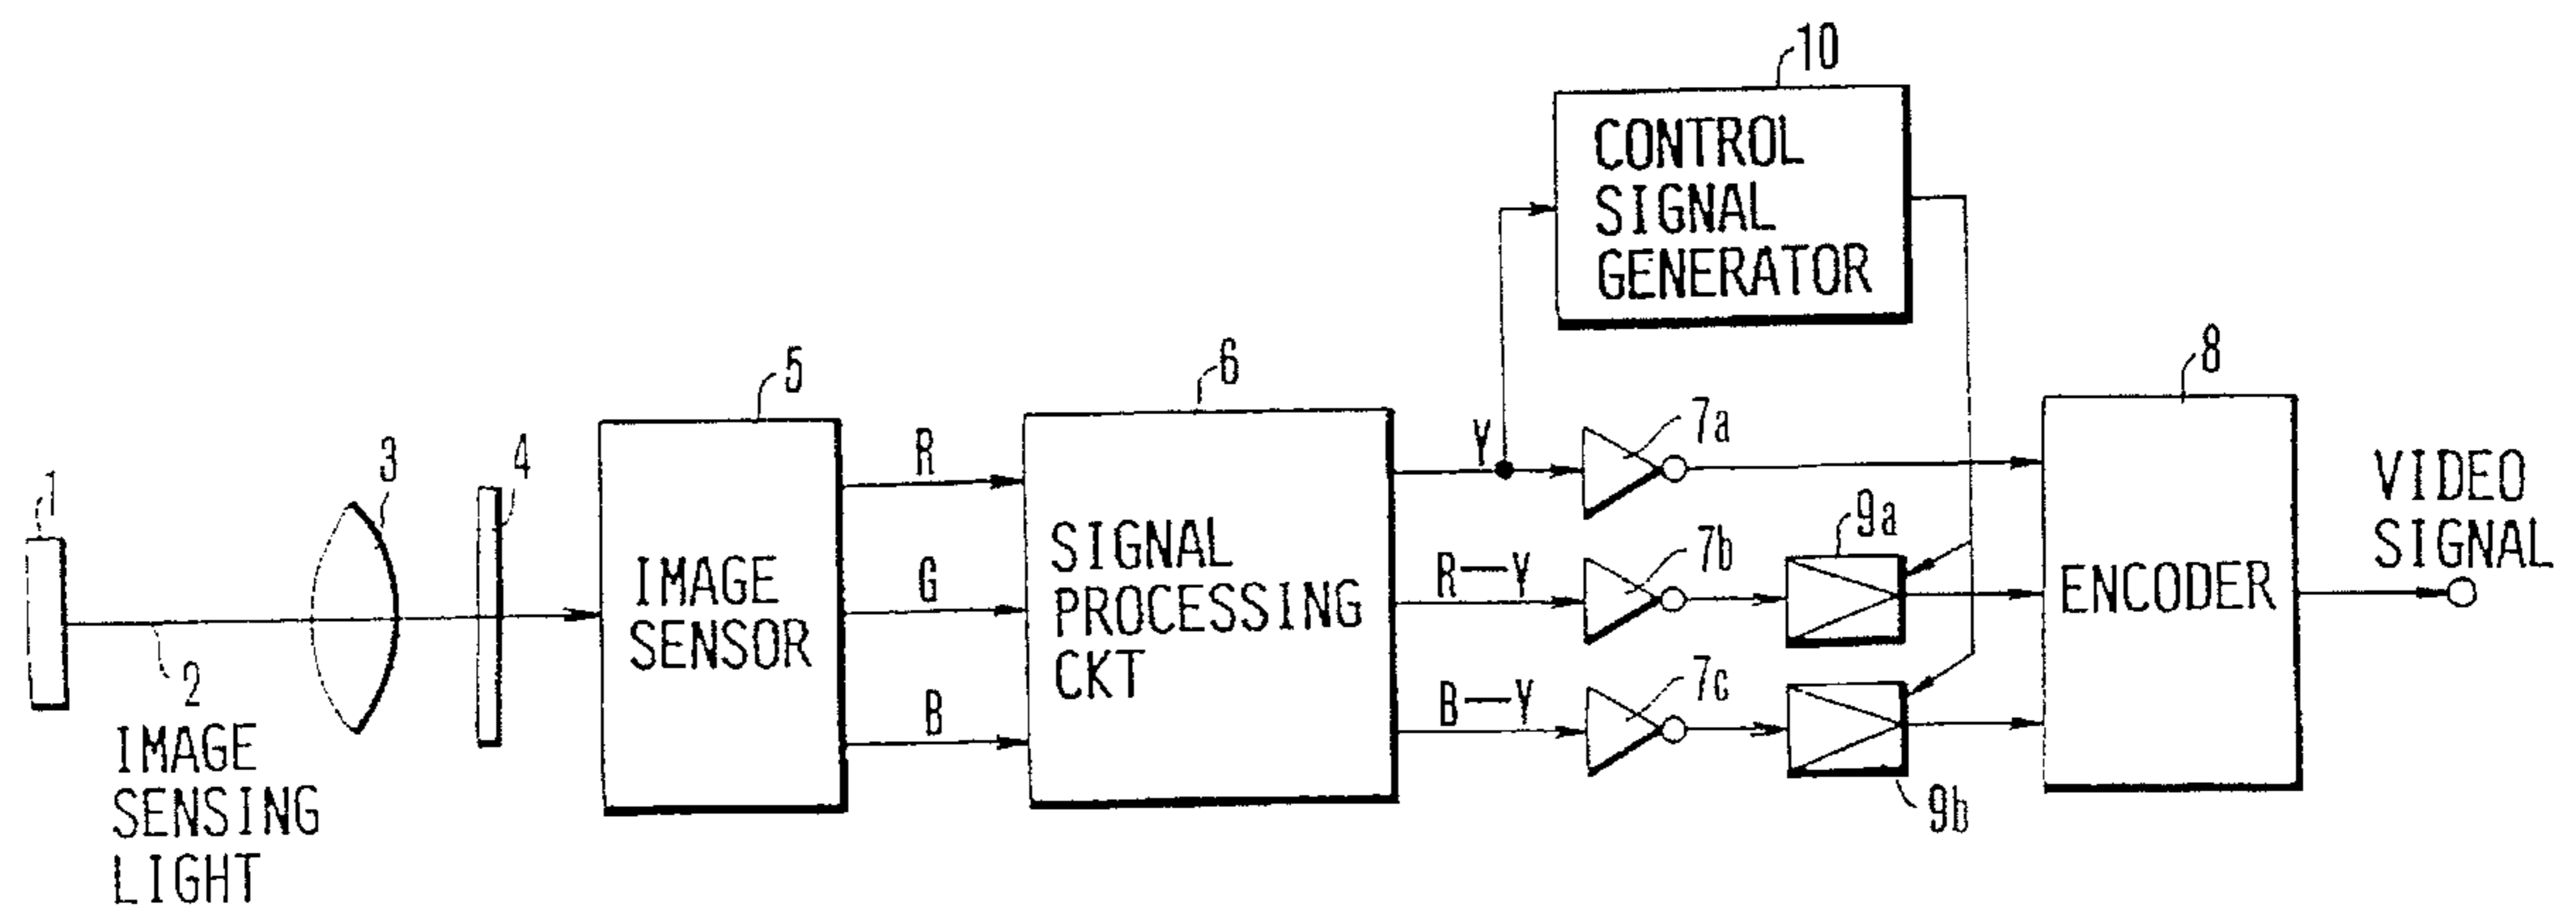 10
CONTROL
SIGNAL
GENERATOR
1
2
IMAGE
SENSING
LIGHT
3
4
5
IMAGE
SENSOR
R
G
B
6
SIGNAL
PROCESSING
CKT
Y
R—Y
B—Y
7a
7b
7c
9a
9b
8
ENCODER
VIDEO
SIGNAL